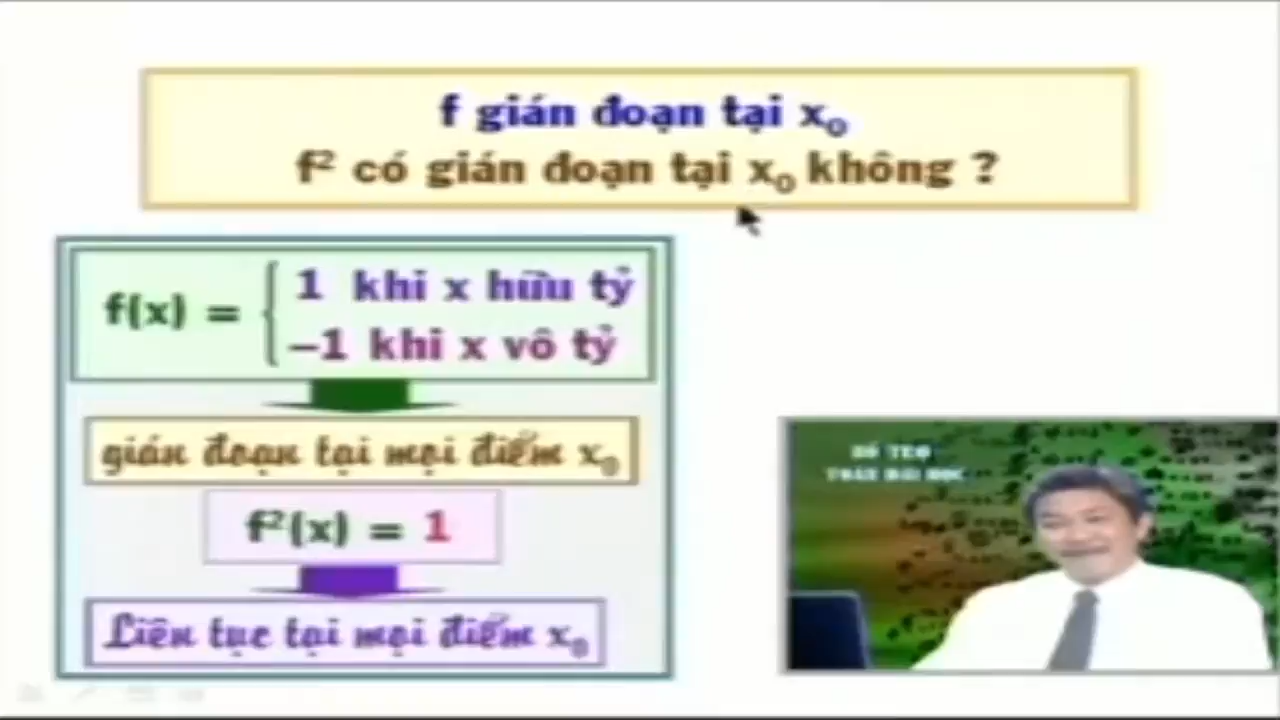 f gián đoạn tại x₀
f² có gián đoạn tại x₀ không ?
f(x) = { 1 khi x hữu tỷ
−1 khi x vô tỷ
gián đoạn tại mọi điểm x₀
f²(x) = 1
Liên tục tại mọi điểm x₀